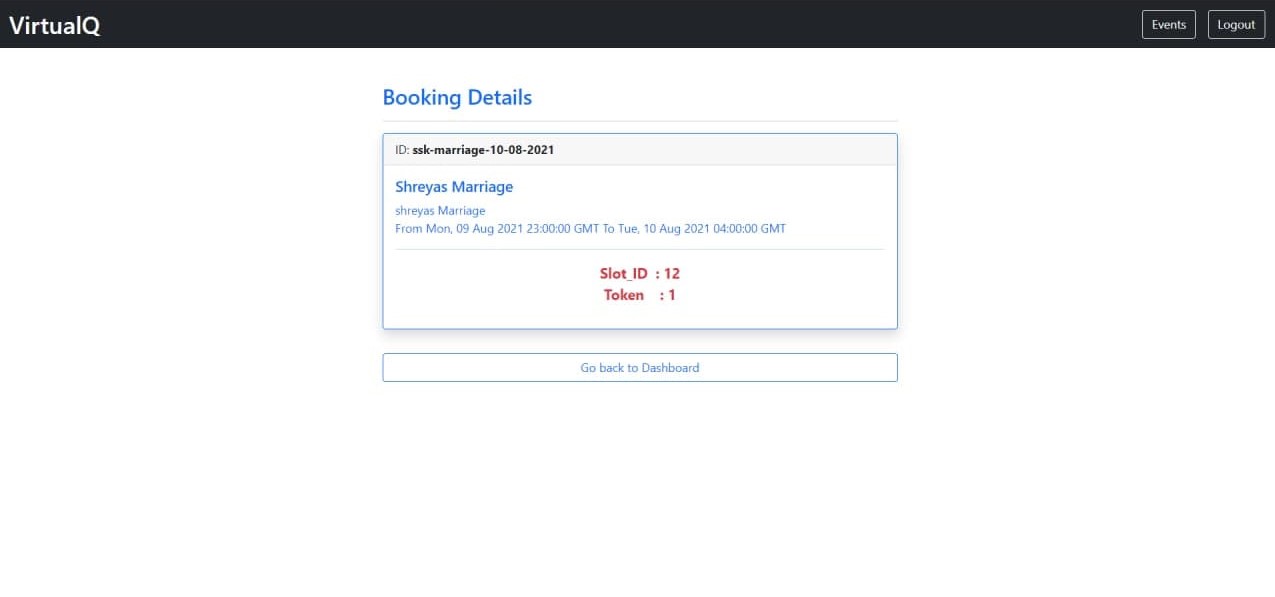 VirtualQ
Events
Logout
Booking Details
ID: ssk-marriage-10-08-2021
Shreyas Marriage
shreyas Marriage
From Mon, 09 Aug 2021 23:00:00 GMT To Tue, 10 Aug 2021 04:00:00 GMT
Slot_ID : 12
Token : 1
Go back to Dashboard